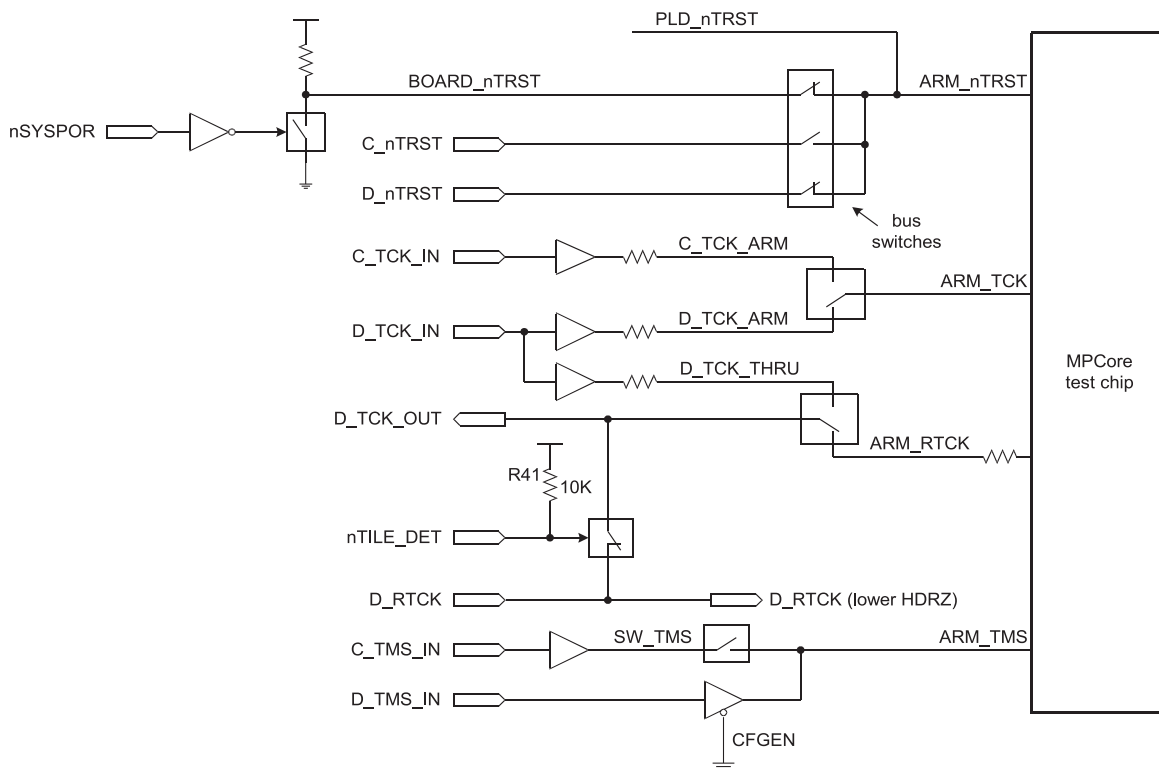 PLD_nTRST
BOARD_nTRST
ARM_nTRST
nSYSPOR
C_nTRST
D_nTRST
bus
switches
C_TCK_IN
C_TCK_ARM
ARM_TCK
D_TCK_IN
D_TCK_ARM
D_TCK_THRU
MPCore
test chip
D_TCK_OUT
ARM_RTCK
R41
10K
nTILE_DET
D_RTCK
D_RTCK (lower HDRZ)
C_TMS_IN
SW_TMS
ARM_TMS
D_TMS_IN
CFGEN